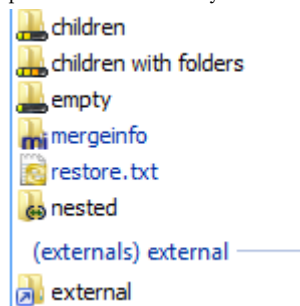 children
children with folders
empty
mergeinfo
restore.txt
nested
(externals) external
external